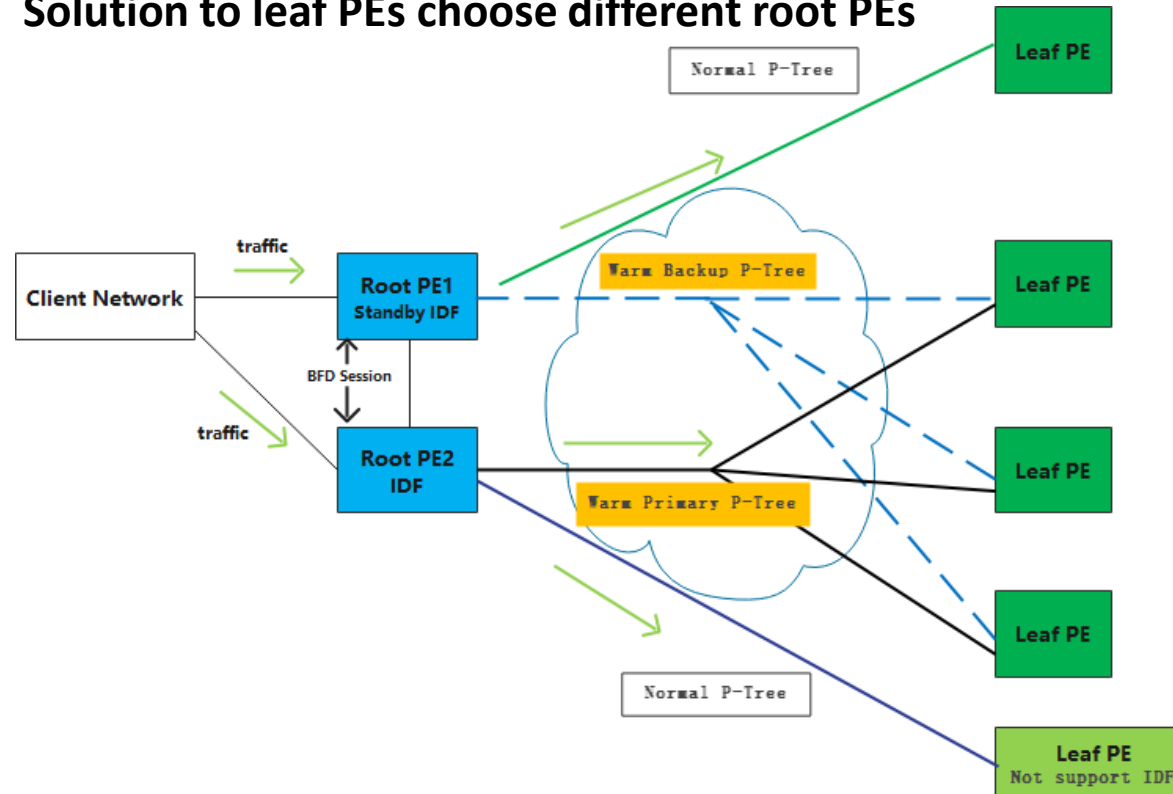 Solution to leaf PEs choose different root PEs
Normal P-Tree
Leaf PE
traffic
Client Network
Root PE1
Standby IDF
Warm Backup P-Tree
Leaf PE
BFD Session
traffic
Root PE2
IDF
Warm Primary P-Tree
Leaf PE
Leaf PE
Normal P-Tree
Leaf PE
Not support IDF